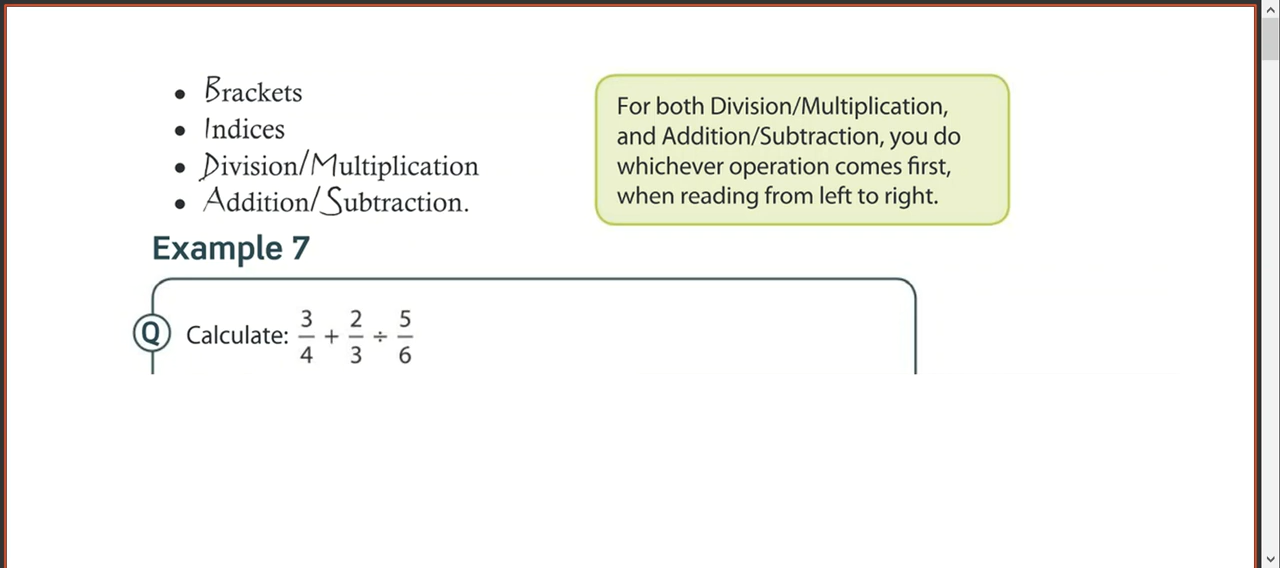 • Brackets
• Indices
• Division/Multiplication
• Addition/Subtraction.
For both Division/Multiplication,
and Addition/Subtraction, you do
whichever operation comes first,
when reading from left to right.
Example 7
Q Calculate: 3/4 + 2/3 ÷ 5/6